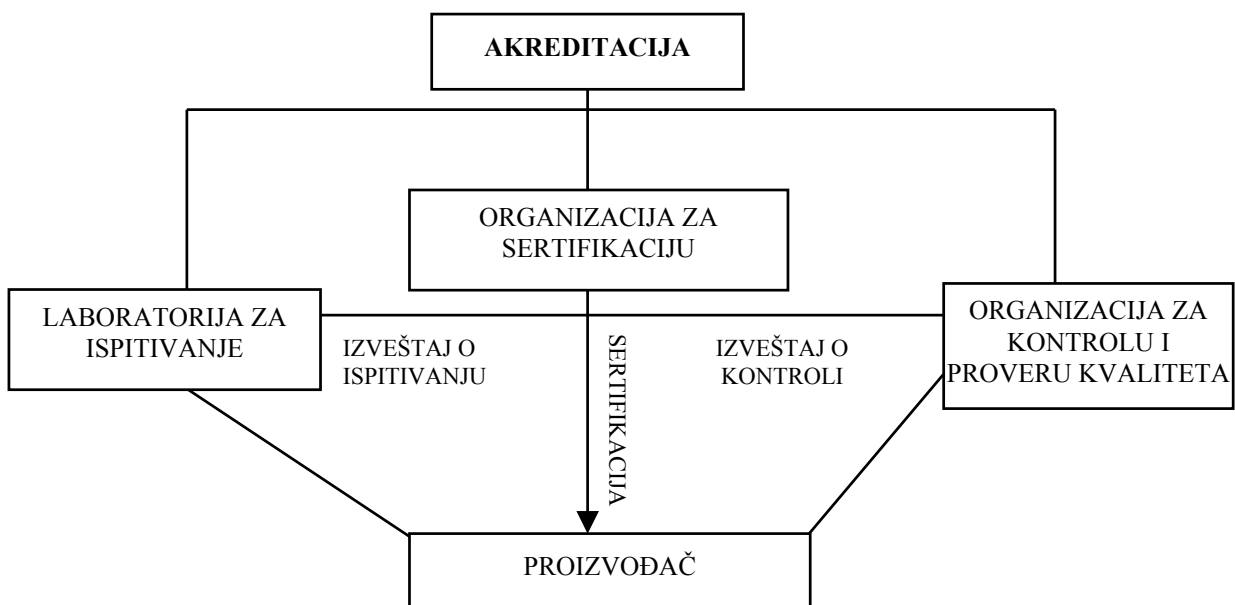 AKREDITACIJA
ORGANIZACIJA ZA
SERTIFIKACIJU
LABORATORIJA ZA
ISPITIVANJE
ORGANIZACIJA ZA
KONTROLU I
PROVERU KVALITETA
IZVEŠTAJ O
ISPITIVANJU
SERTIFIKACIJA
IZVEŠTAJ O
KONTROLI
PROIZVOĐAČ